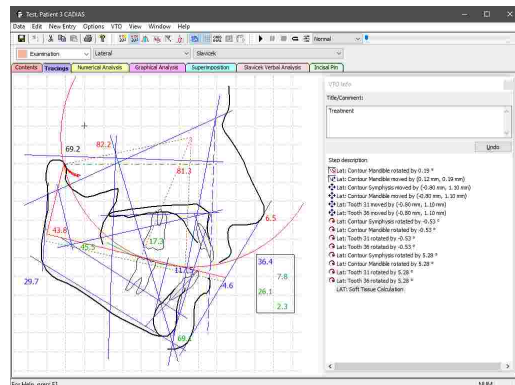 Test, Patient 3 CADIAS
Data Edit New Entry Options VTO View Window Help
Normal
Examination Lateral Slavicek
Contents Tracings Numerical Analysis Graphical Analysis Superimposition Slavicek Verbal Analysis Incisal Pin
VTO Info
Title/Comment:
Treatment
Undo
Step description
Lat: Contour Mandible rotated by 0.19 °
Lat: Contour Mandible moved by (0.12 mm, 0.19 mm)
Lat: Contour Symphysis moved by (-0.80 mm, 1.10 mm)
Lat: Contour Mandible moved by (-0.80 mm, 1.10 mm)
Lat: Tooth 31 moved by (-0.80 mm, 1.10 mm)
Lat: Tooth 36 moved by (-0.80 mm, 1.10 mm)
Lat: Contour Symphysis rotated by -0.53 °
Lat: Contour Mandible rotated by -0.53 °
Lat: Tooth 31 rotated by -0.53 °
Lat: Tooth 36 rotated by -0.53 °
Lat: Contour Symphysis rotated by 5.28 °
Lat: Contour Mandible rotated by 5.28 °
Lat: Tooth 31 rotated by 5.28 °
Lat: Tooth 36 rotated by 5.28 °
LAT: Soft Tissue Calculation
69.2
82.2
81.3
6.5
43.8
45.5
17.3
29.7
-4.6
36.4
7.8
26.1
2.3
For Help, press F1
NUM